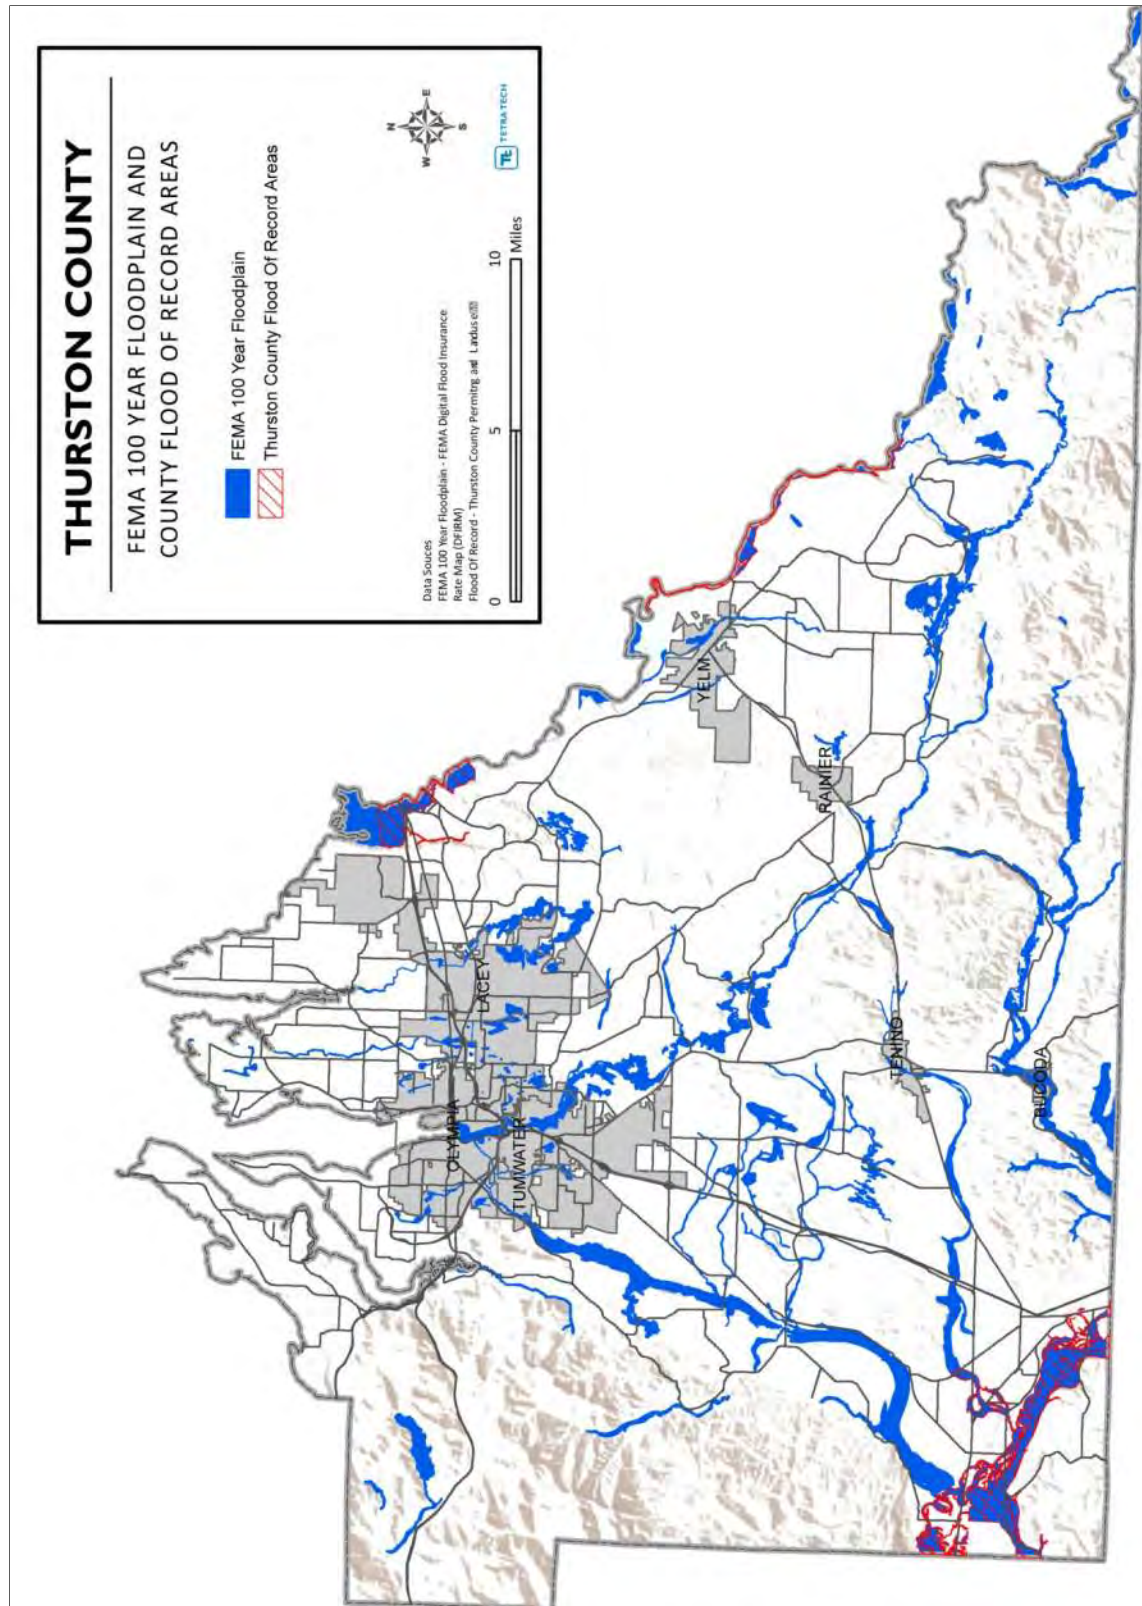 THURSTON COUNTY
FEMA 100 YEAR FLOODPLAIN AND
COUNTY FLOOD OF RECORD AREAS
FEMA 100 Year Floodplain
Thurston County Flood Of Record Areas
N
W
E
S
TETRA TECH
Data Souces
FEMA 100 Year Floodplain - FEMA Digital Flood Insurance
Rate Map (DFIRM)
Flood Of Record - Thurston County Permitng and Landuse
0
5
10
Miles
OLYMPIA
LACEY
TUMWATER
YELM
RAINIER
TENINO
BUCODA